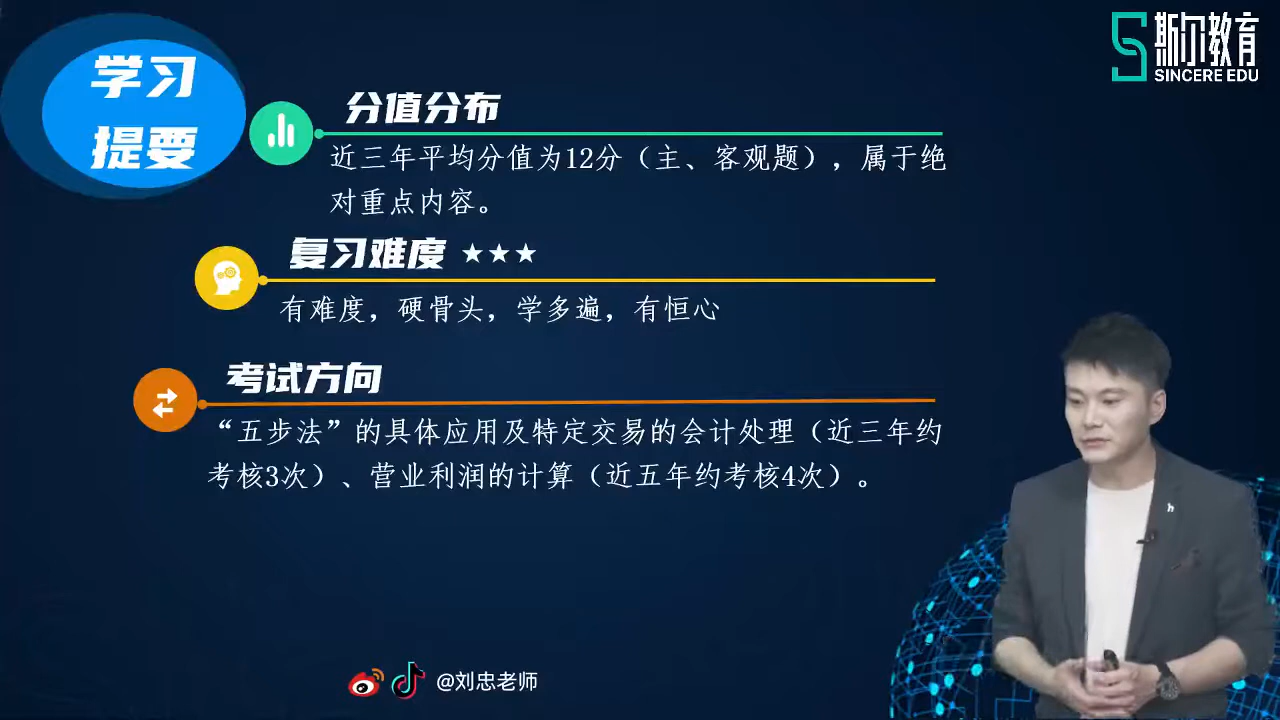 学习
提要
斯尔教育
SINCERE EDU
分值分布
近三年平均分值为12分（主、客观题），属于绝
对重点内容。
复习难度 ★★★
有难度，硬骨头，学多遍，有恒心
考试方向
“五步法”的具体应用及特定交易的会计处理（近三年约
考核3次）、营业利润的计算（近五年约考核4次）。
@刘忠老师